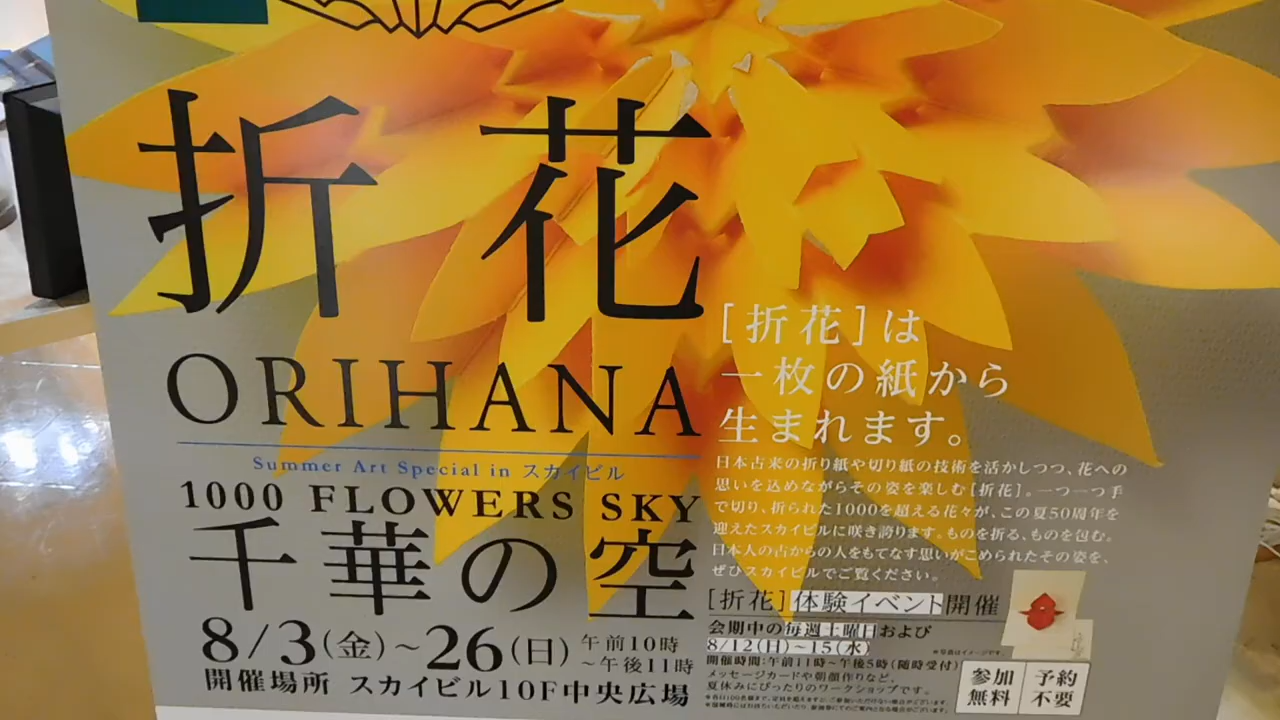 折花
ORIHANA
Summer Art Special in スカイビル
1000 FLOWERS SKY
千華の空
8/3(金)~26(日) 午前10時
~午後11時
開催場所 スカイビル10F中央広場
[折花]は
一枚の紙から
生まれます。
日本古来の折り紙や切り紙の技術を活かしつつ、花への
思いを込めながらその姿を楽しむ[折花]。一つ一つ手
で切り、折られた1000を超える花々が、この夏50周年を
迎えたスカイビルに咲き誇ります。ものを折る、ものを包む。
日本人の古からの人をもてなす思いがこめられたその姿を、
ぜひスカイビルでご覧ください。
[折花]体験イベント開催
会期中の毎週土曜日および
8/12(日)~15(水)
※写真はイメージです。
開催時間:午前11時~午後5時(随時受付)
メッセージカードや朝顔作りなど、
夏休みにぴったりのワークショップです。
参加
無料
予約
不要